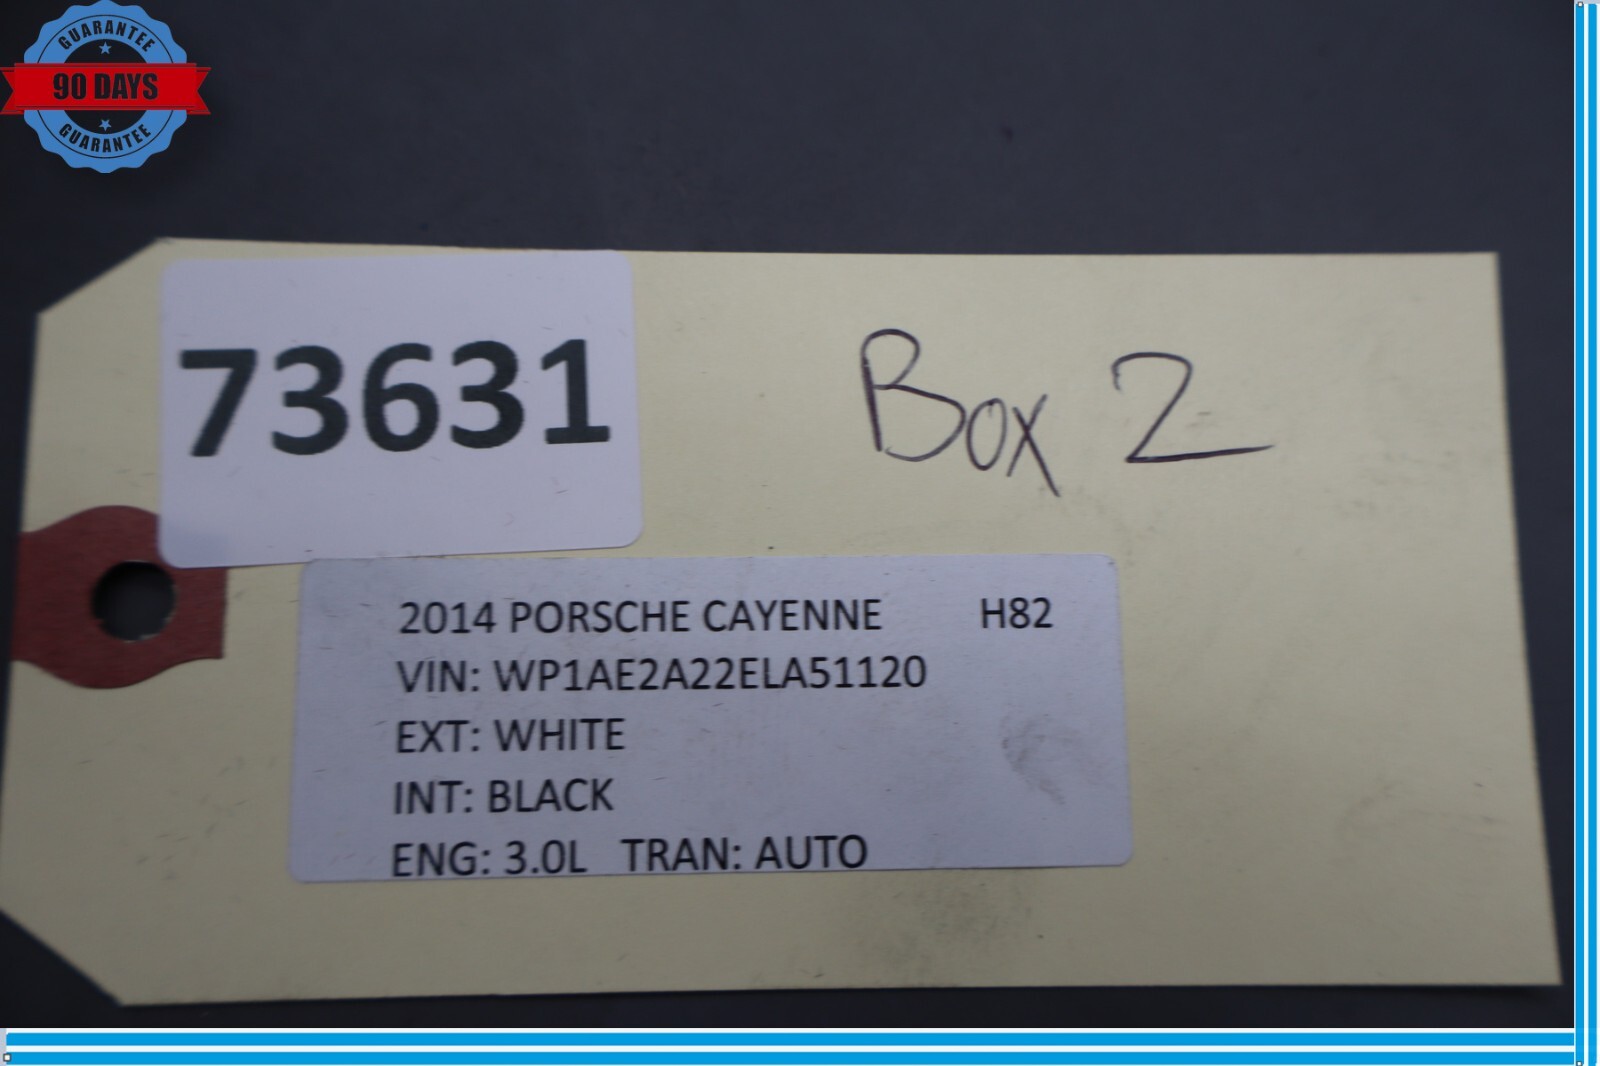 GUARANTEE
90 DAYS
GUARANTEE
73631
Box 2
2014 PORSCHE CAYENNE H82
VIN: WP1AE2A22ELA51120
EXT: WHITE
INT: BLACK
ENG: 3.0L TRAN: AUTO